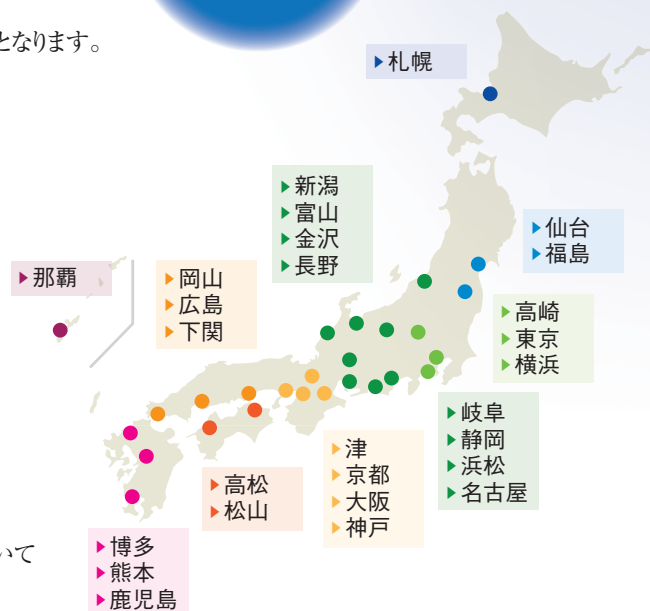 となります。
▶札幌
▶新潟
▶富山
▶金沢
▶長野
▶仙台
▶福島
▶那覇
▶岡山
▶広島
▶下関
▶高崎
▶東京
▶横浜
▶岐阜
▶静岡
▶浜松
▶名古屋
▶津
▶京都
▶大阪
▶神戸
▶高松
▶松山
▶博多
▶熊本
▶鹿児島
いて